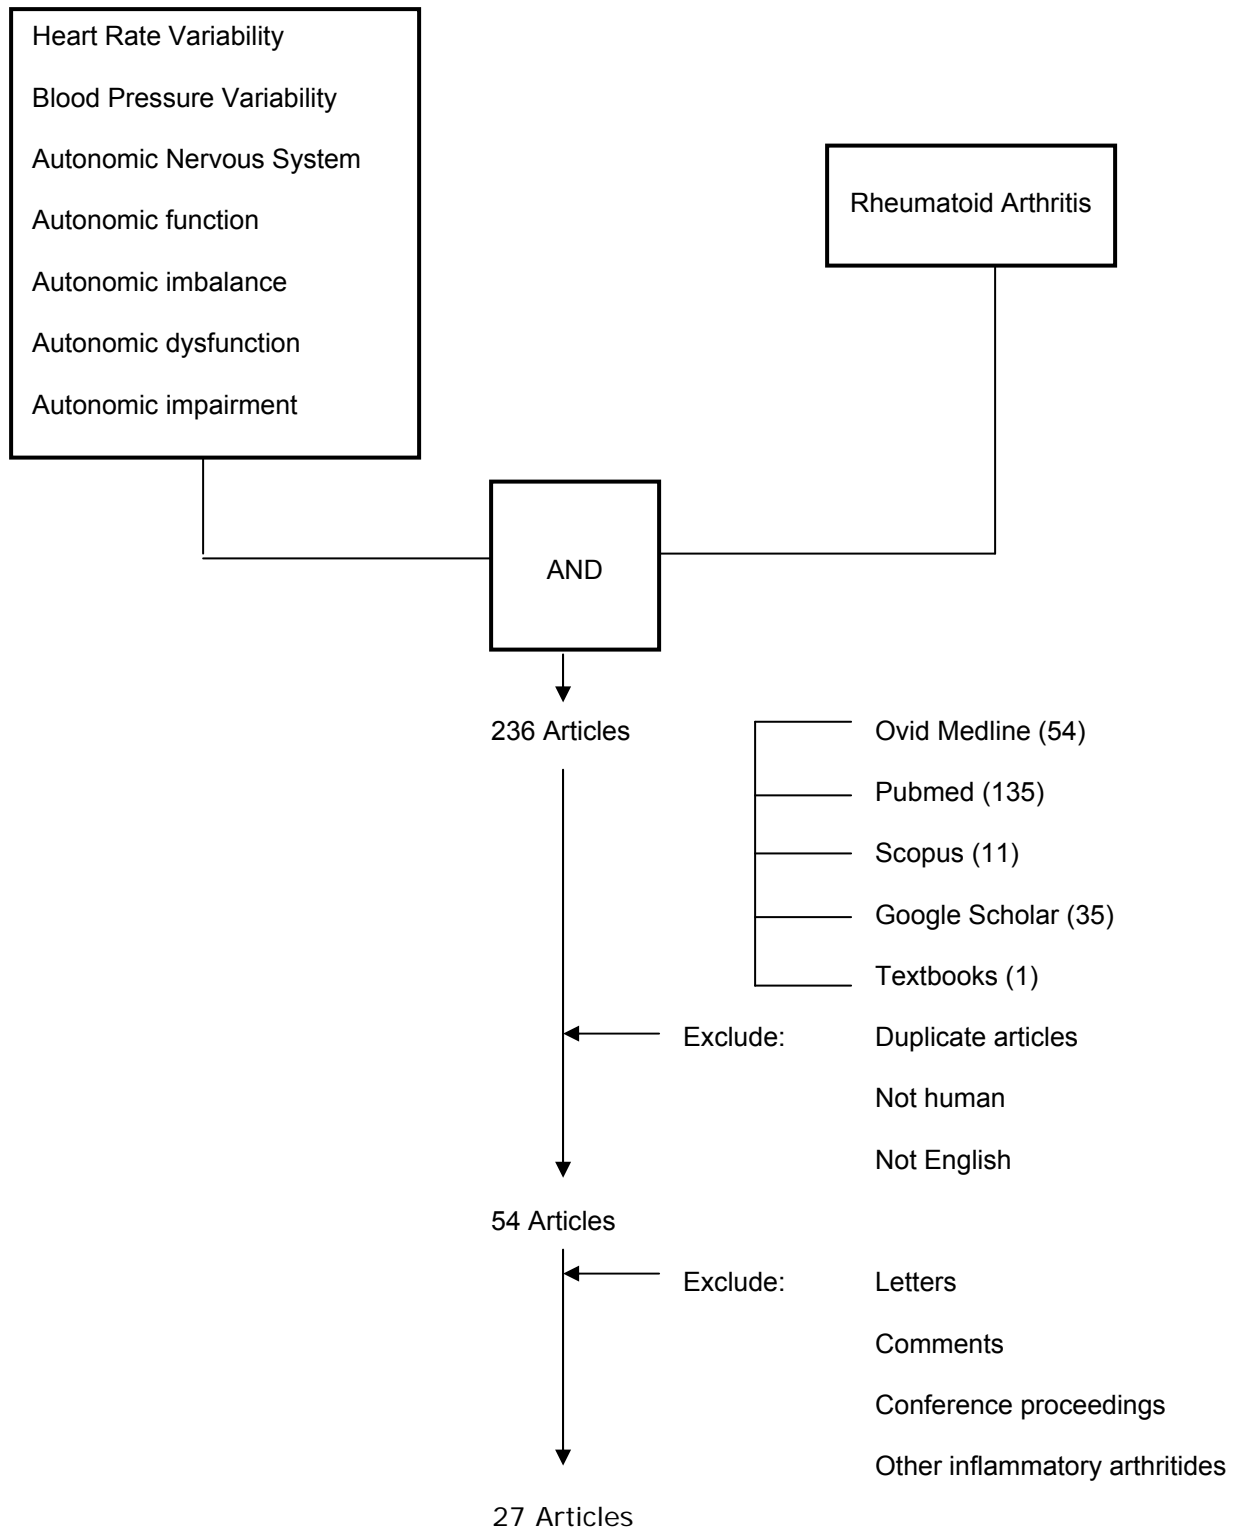 Heart Rate Variability
Blood Pressure Variability
Autonomic Nervous System
Autonomic function
Autonomic imbalance
Autonomic dysfunction
Autonomic impairment
Rheumatoid Arthritis
AND
236 Articles
Ovid Medline (54)
Pubmed (135)
Scopus (11)
Google Scholar (35)
Textbooks (1)
Exclude: Duplicate articles
Not human
Not English
54 Articles
Exclude: Letters
Comments
Conference proceedings
Other inflammatory arthritides
27 Articles